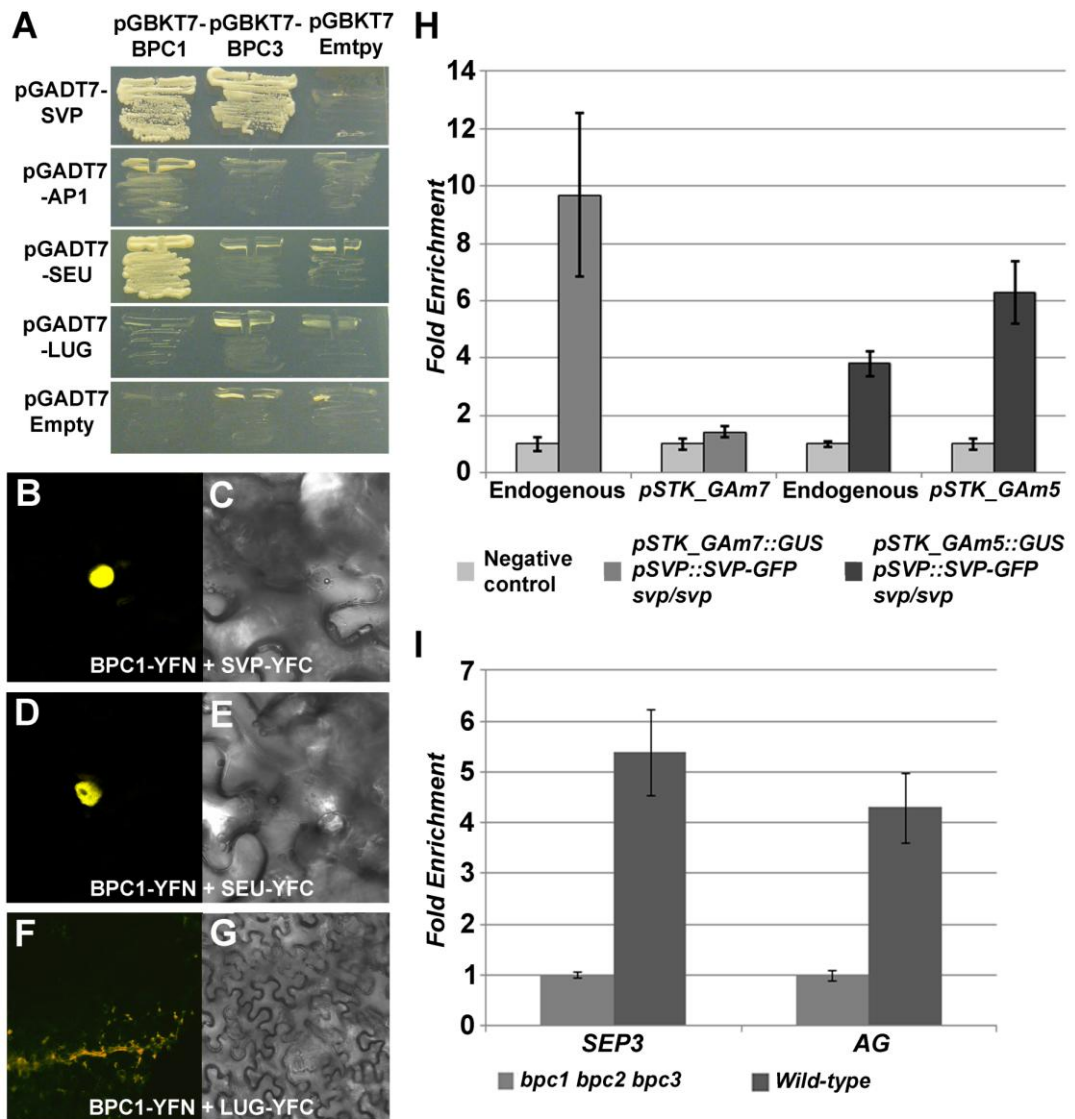 A
pGBKT7-
BPC1
pGBKT7-
BPC3
pGBKT7
Emtpy
pGADT7-
SVP
pGADT7
-AP1
pGADT7
-SEU
pGADT7
-LUG
pGADT7
Empty
B
C
BPC1-YFN + SVP-YFC
D
E
BPC1-YFN + SEU-YFC
F
G
BPC1-YFN + LUG-YFC
H
Fold Enrichment
14
12
10
8
6
4
2
0
Endogenous pSTK_GAm7 Endogenous pSTK_GAm5
Negative
control
pSTK_GAm7::GUS
pSVP::SVP-GFP
svp/svp
pSTK_GAm5::GUS
pSVP::SVP-GFP
svp/svp
I
Fold Enrichment
7
6
5
4
3
2
1
0
SEP3 AG
bpc1 bpc2 bpc3 Wild-type